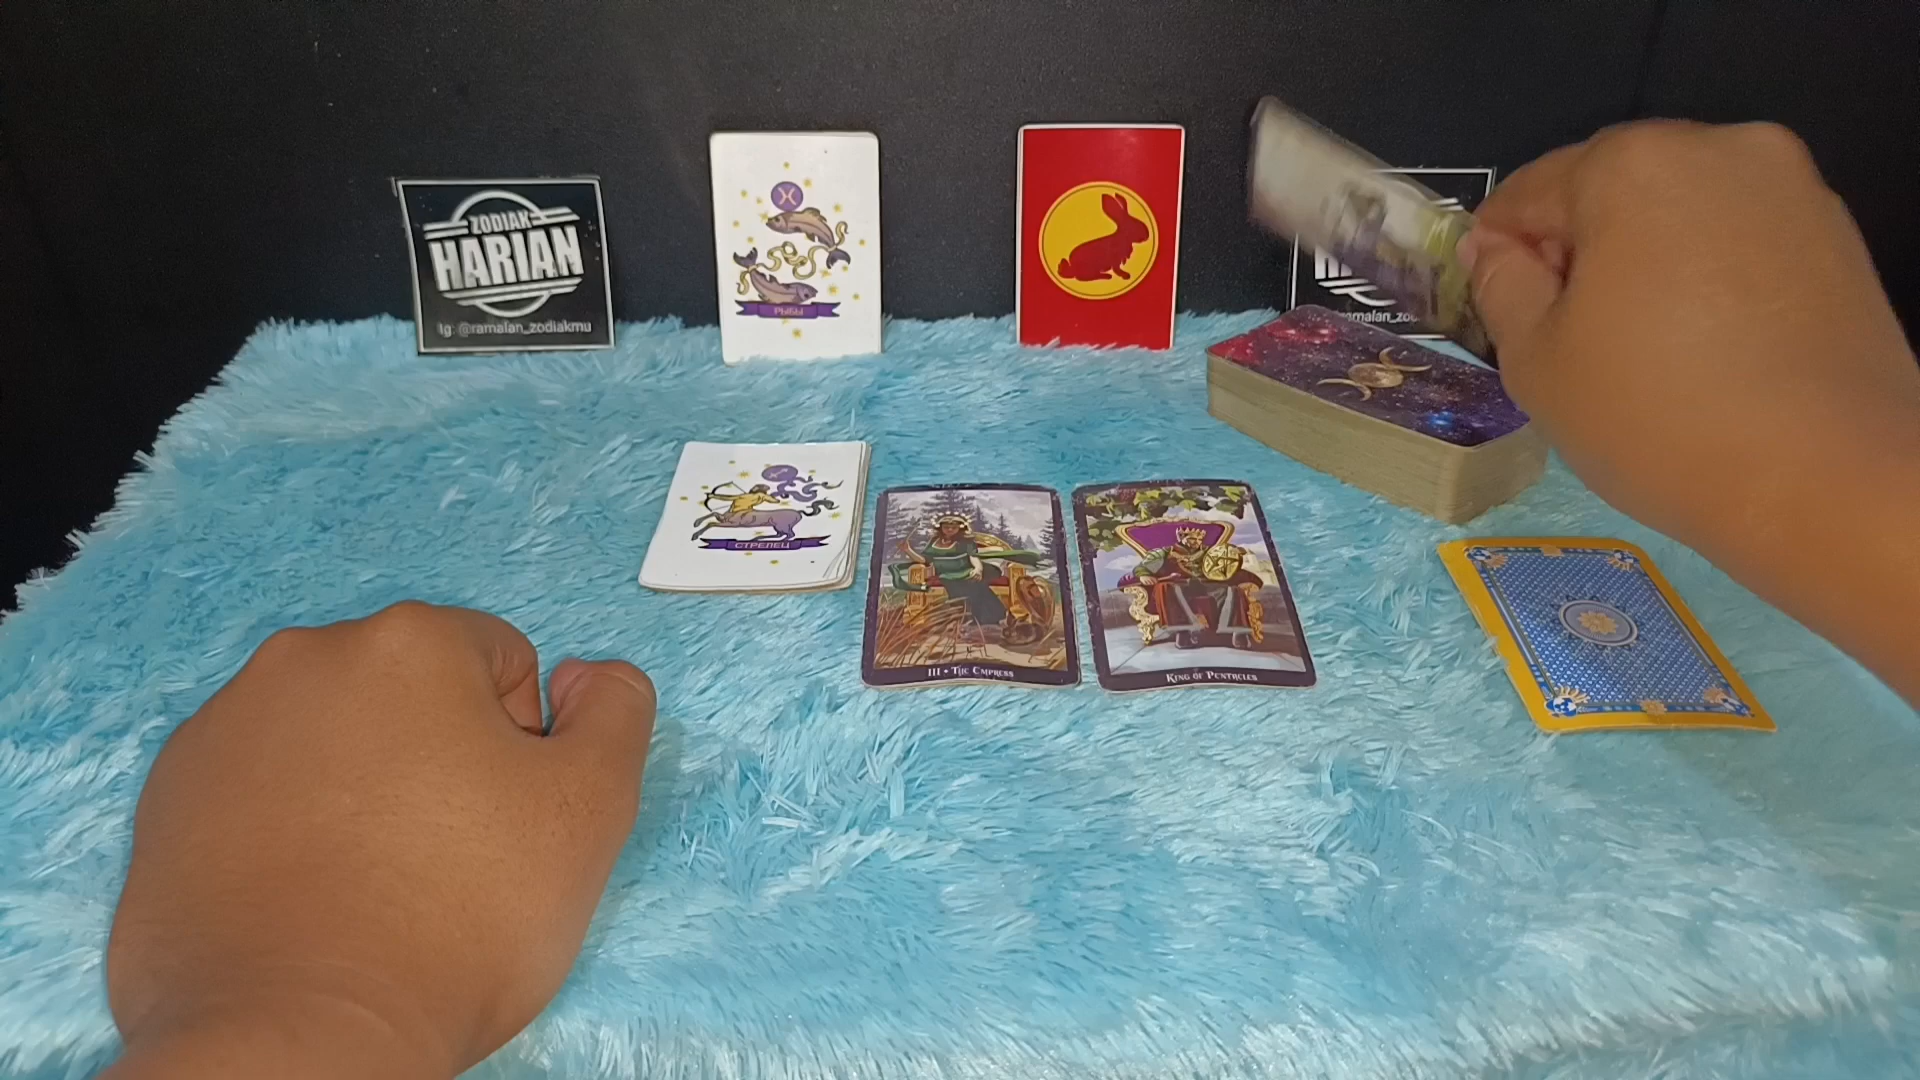 ZODIAK
HARIAN
Ig: @ramalan_zodiakmu
РЫБЫ
СТРЕЛЕЦ
III • THE EMPRESS
KING OF PENTACLES